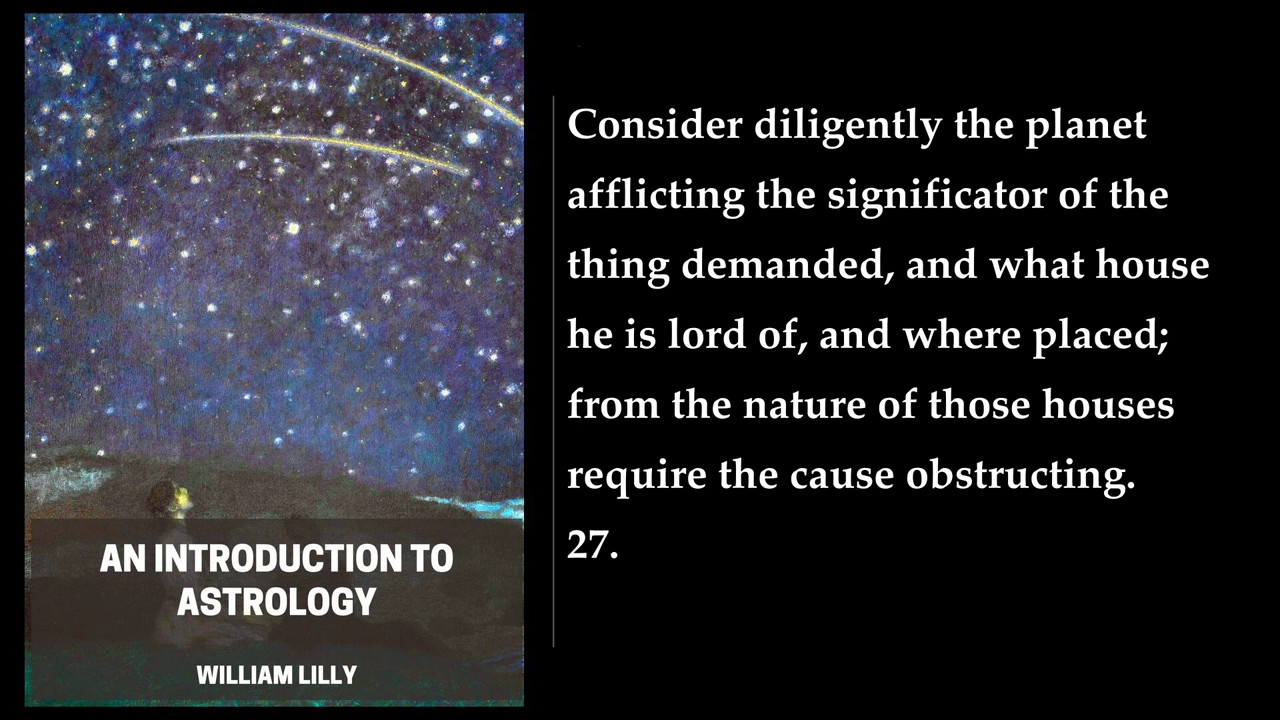 AN INTRODUCTION TO
ASTROLOGY
WILLIAM LILLY
Consider diligently the planet
afflicting the significator of the
thing demanded, and what house
he is lord of, and where placed;
from the nature of those houses
require the cause obstructing.
27.